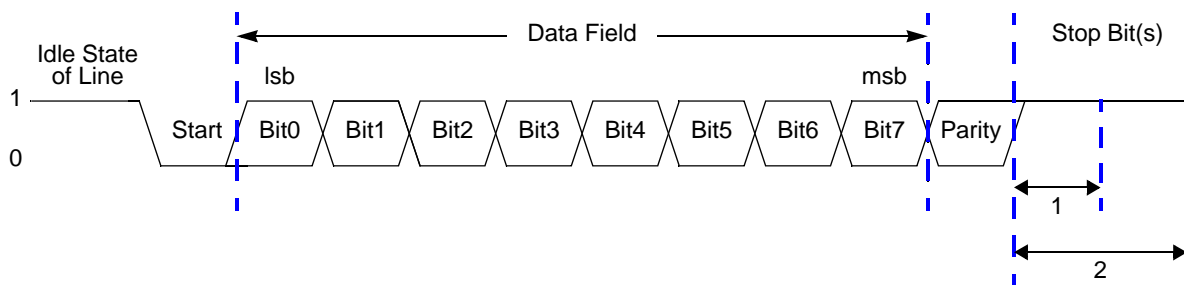 Data Field
Stop Bit(s)
Idle State
of Line
lsb
msb
1
Start
Bit0
Bit1
Bit2
Bit3
Bit4
Bit5
Bit6
Bit7
Parity
0
1
2